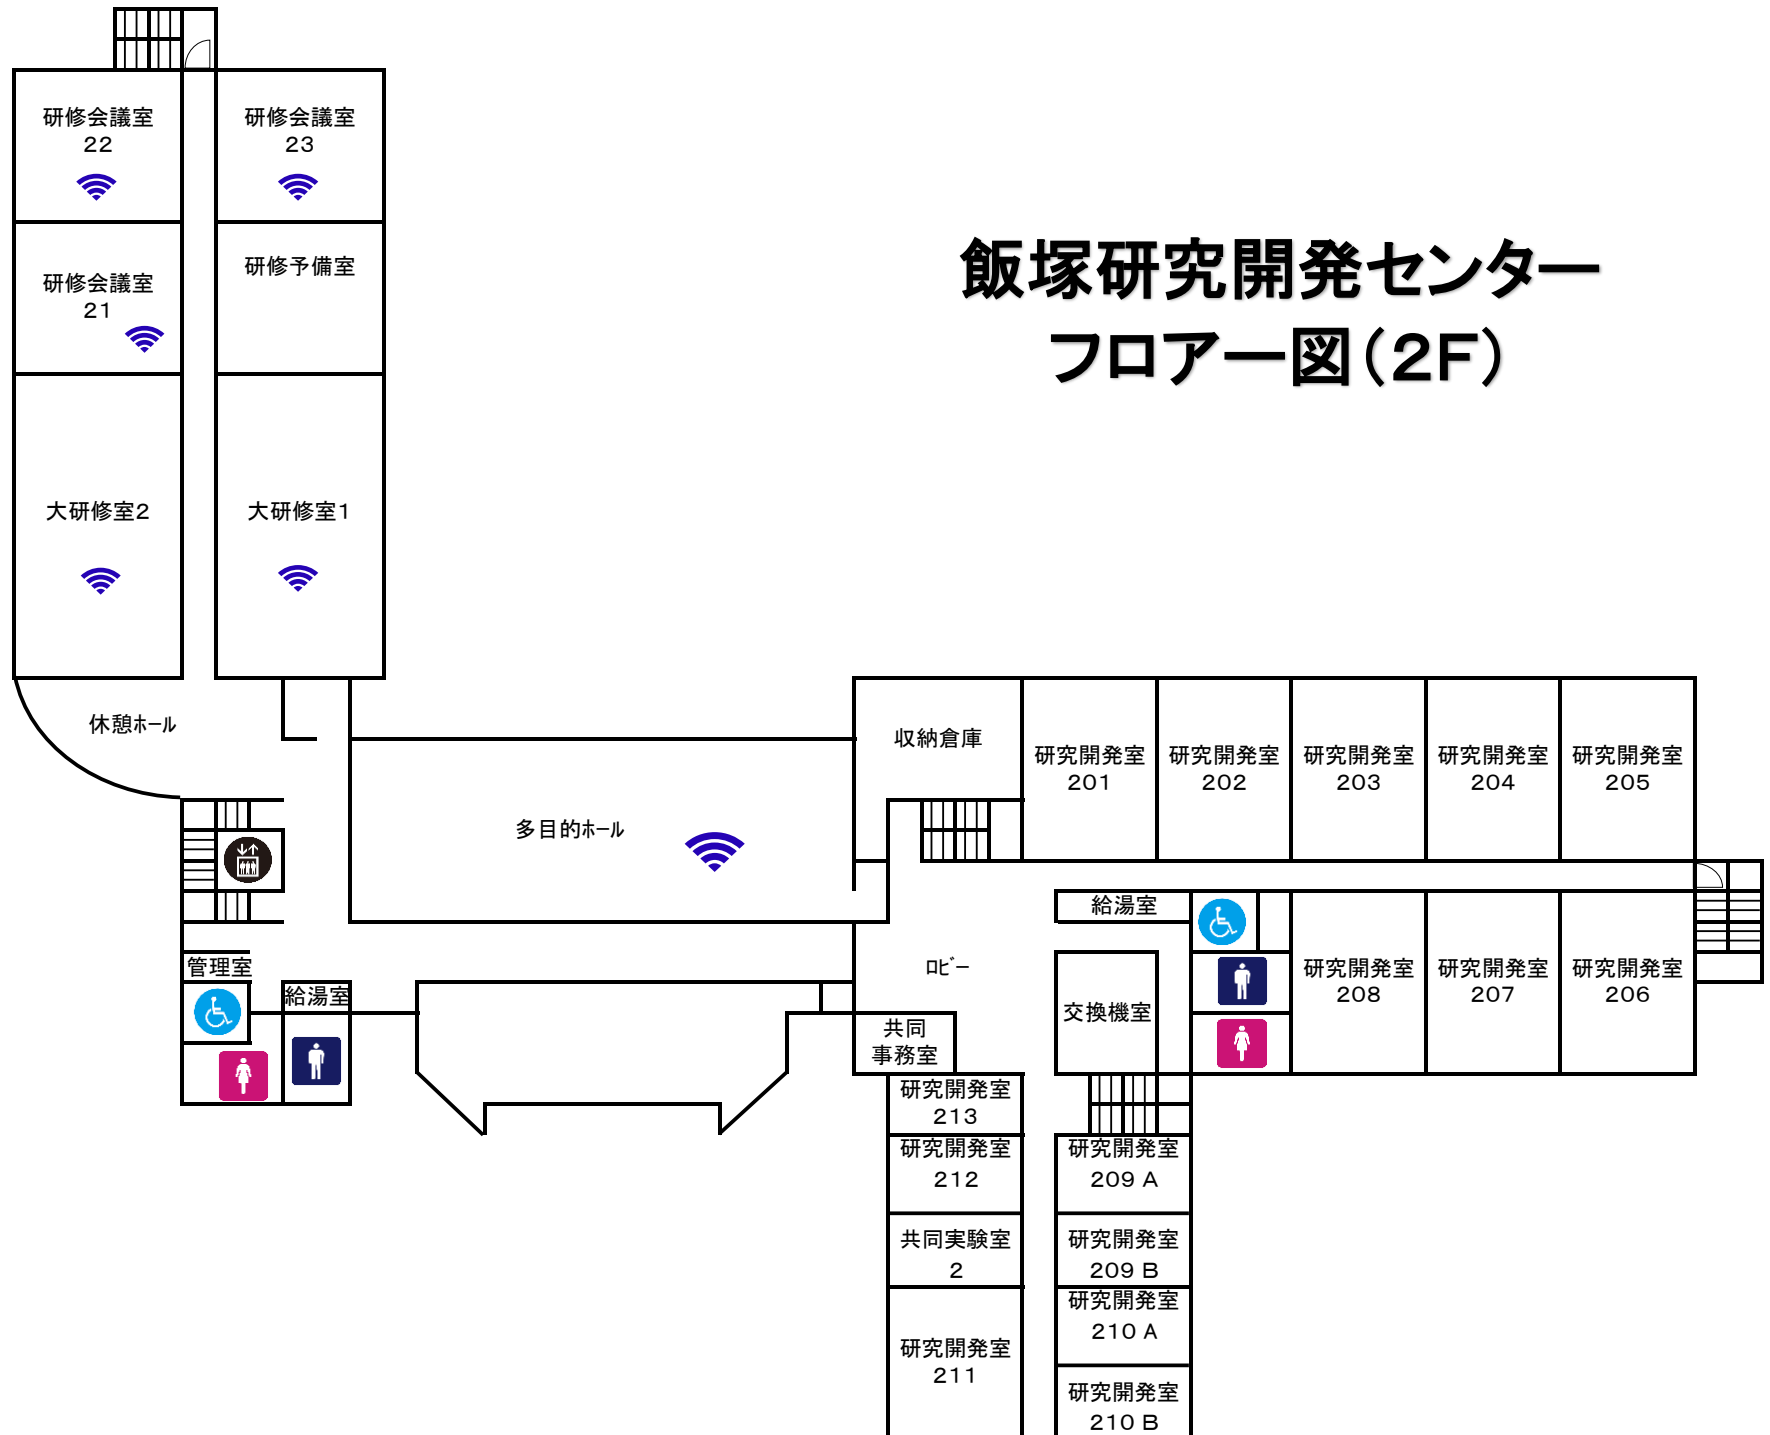 飯塚研究開発センター
フロアー図（２Ｆ）
研修会議室
２２
研修会議室
２３
研修会議室
２１
研修予備室
大研修室２
大研修室１
休憩ﾎｰﾙ
多目的ﾎｰﾙ
収納倉庫
研究開発室
２０１
研究開発室
２０２
研究開発室
２０３
研究開発室
２０４
研究開発室
２０５
給湯室
管理室
給湯室
ﾛﾋﾞｰ
交換機室
研究開発室
２０８
研究開発室
２０７
研究開発室
２０６
共同
事務室
研究開発室
２１３
研究開発室
２１２
共同実験室
２
研究開発室
２１１
研究開発室
２０９ Ａ
研究開発室
２０９ Ｂ
研究開発室
２１０ Ａ
研究開発室
２１０ Ｂ